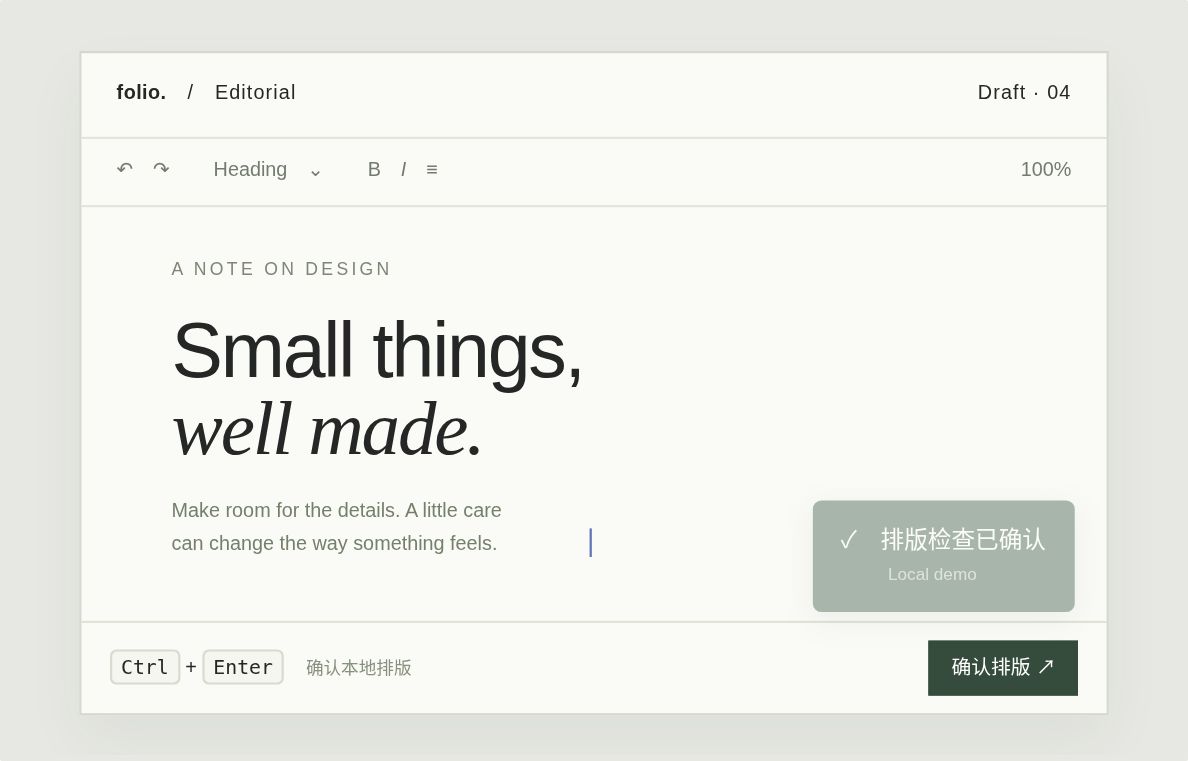 folio. / Editorial Draft · 04
↶ ↷ Heading ⌄ B I ≡ 100%
A NOTE ON DESIGN
Small things,
well made.
Make room for the details. A little care
can change the way something feels.
✓ 排版检查已确认
Local demo
Ctrl + Enter 确认本地排版
确认排版 ↗